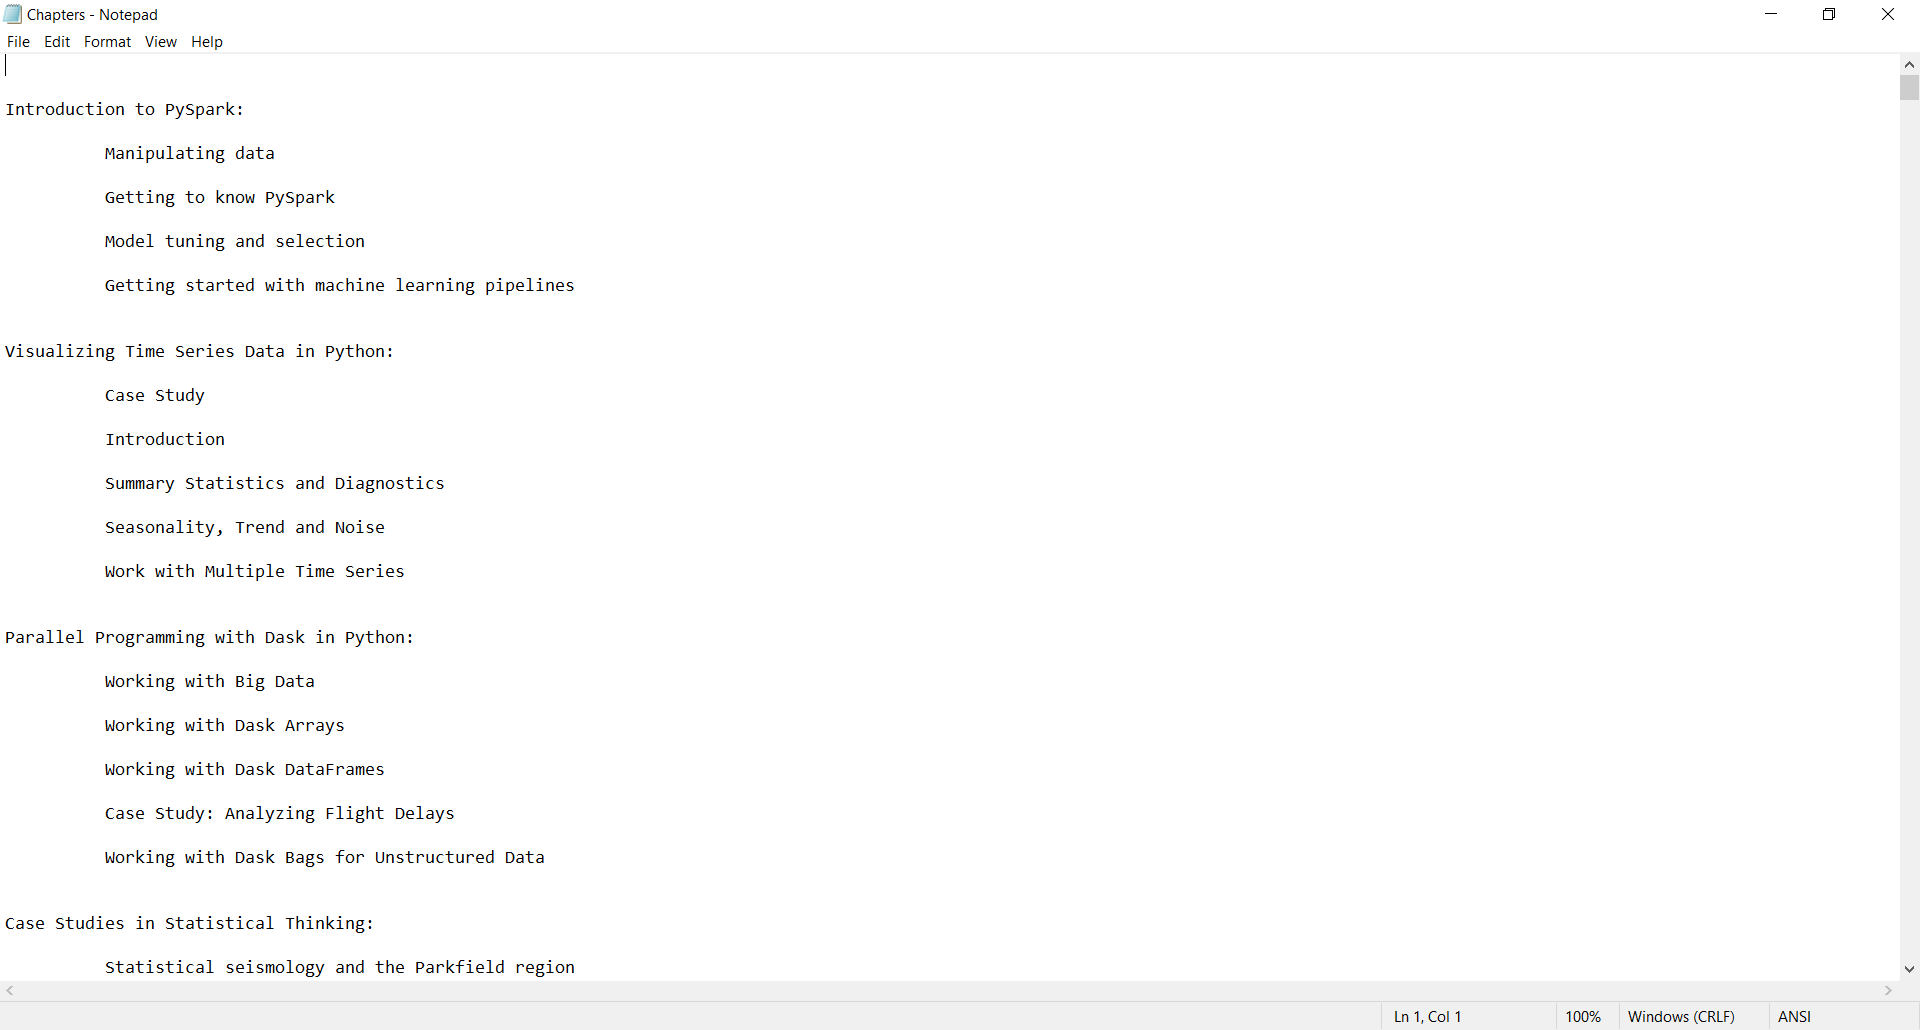 Chapters - Notepad
File Edit Format View Help
Introduction to PySpark:
Manipulating data
Getting to know PySpark
Model tuning and selection
Getting started with machine learning pipelines
Visualizing Time Series Data in Python:
Case Study
Introduction
Summary Statistics and Diagnostics
Seasonality, Trend and Noise
Work with Multiple Time Series
Parallel Programming with Dask in Python:
Working with Big Data
Working with Dask Arrays
Working with Dask DataFrames
Case Study: Analyzing Flight Delays
Working with Dask Bags for Unstructured Data
Case Studies in Statistical Thinking:
Statistical seismology and the Parkfield region
Ln 1, Col 1 100% Windows (CRLF) ANSI